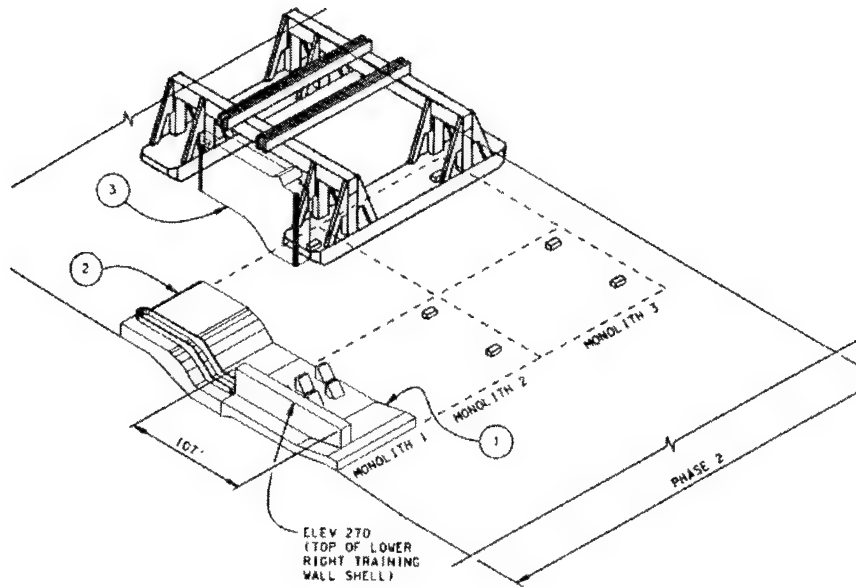 3
2
MONOLITH 3
MONOLITH 2
1
MONOLITH 1
107'
PHASE 2
ELEV 270
(TOP OF LOWER
RIGHT TRAINING
WALL SHELL)